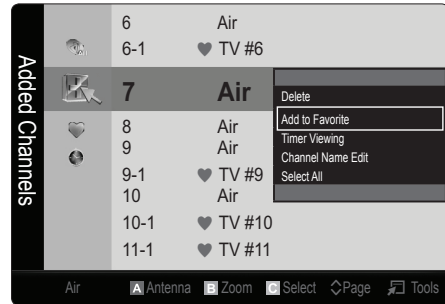 Added Channels
6 Air
6-1 ♥ TV #6
7 Air
8 Air
9 Air
9-1 ♥ TV #9
10 Air
10-1 ♥ TV #10
11-1 ♥ TV #11
Delete
Add to Favorite
Timer Viewing
Channel Name Edit
Select All
Air A Antenna B Zoom C Select Page Tools